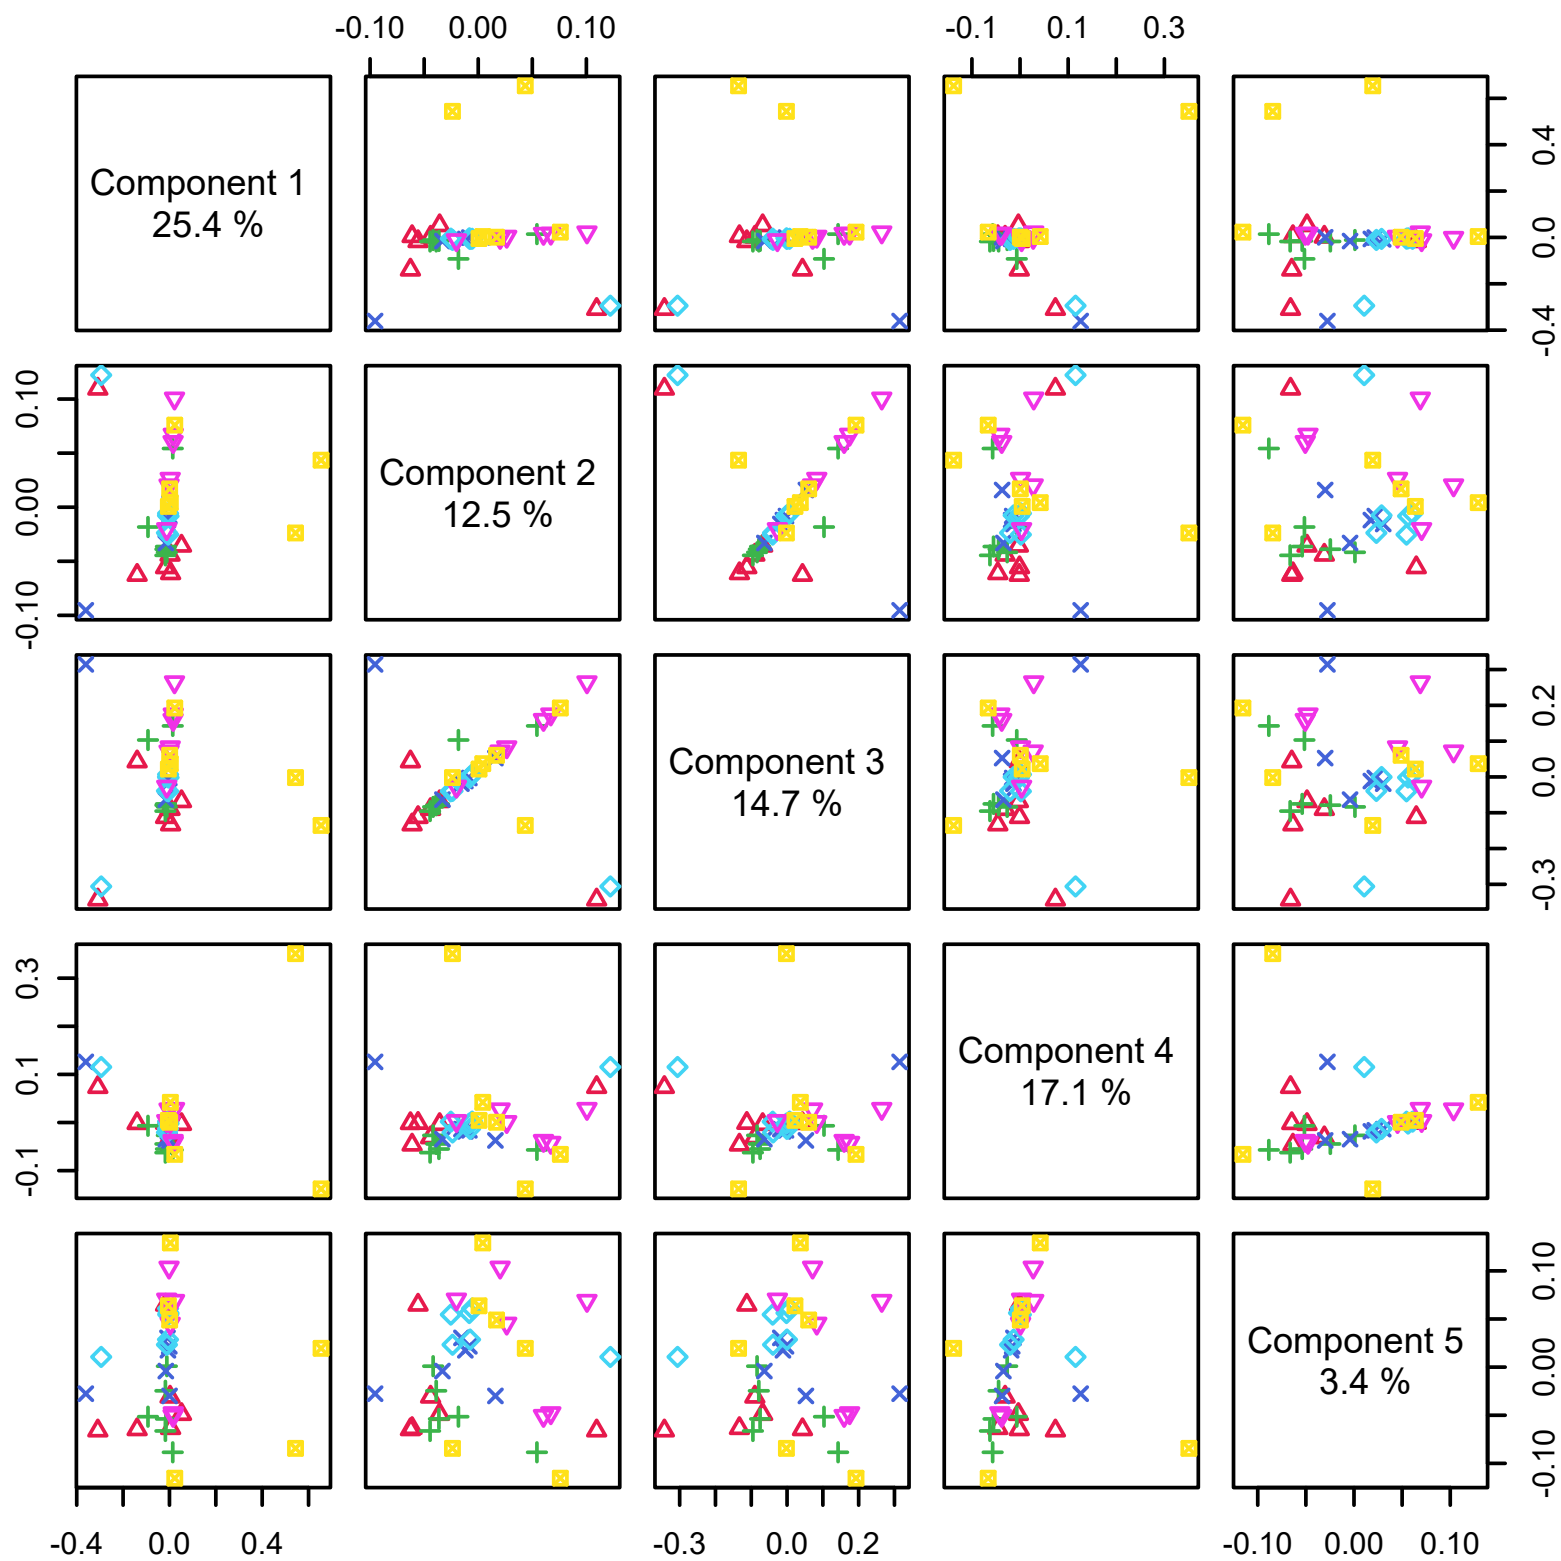 -0.10 0.00 0.10 -0.1 0.1 0.3
Component 1
25.4 %
-0.4 0.0 0.4
-0.10 0.00 0.10
Component 2
12.5 %
Component 3
14.7 %
-0.3 0.0 0.2
-0.1 0.1 0.3
Component 4
17.1 %
Component 5
3.4 %
-0.10 0.00 0.10
-0.4 0.0 0.4 -0.3 0.0 0.2 -0.10 0.00 0.10